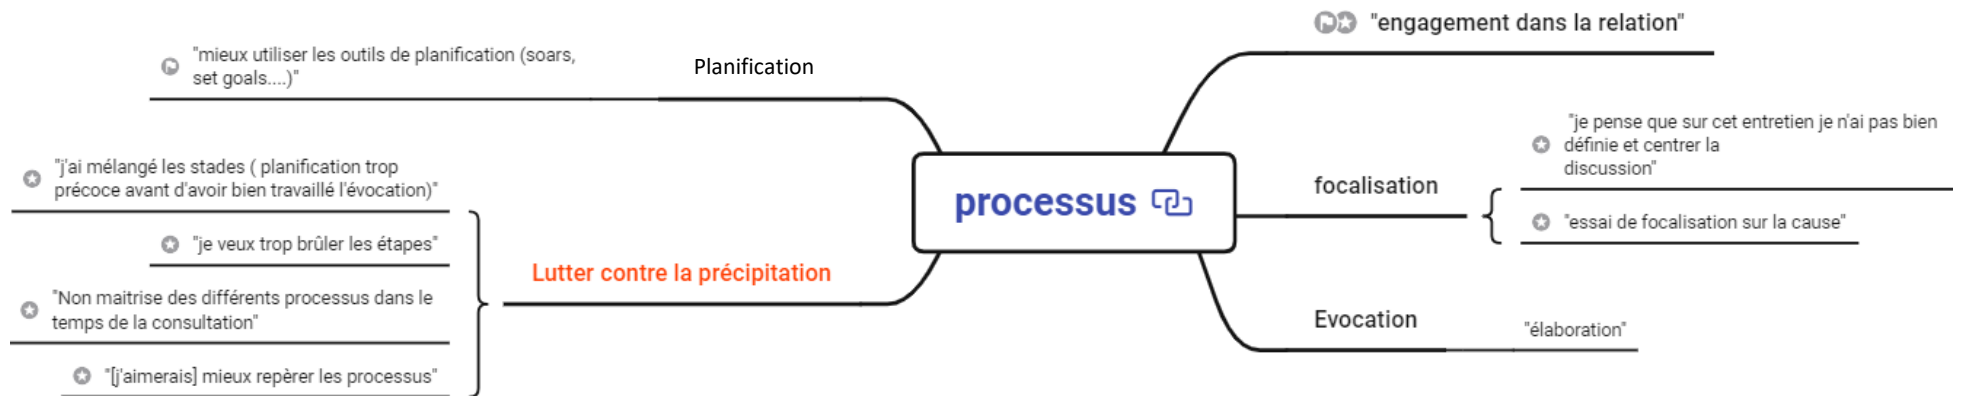 "mieux utiliser les outils de planification (soars,
set goals....)"
Planification
"j'ai mélangé les stades ( planification trop
précoce avant d'avoir bien travaillé l'évocation)"
"je veux trop brûler les étapes"
"Non maitrise des différents processus dans le
temps de la consultation"
"[j'aimerais] mieux repèrer les processus"
Lutter contre la précipitation
processus
"engagement dans la relation"
focalisation
"je pense que sur cet entretien je n'ai pas bien
définie et centrer la
discussion"
"essai de focalisation sur la cause"
Evocation
"élaboration"